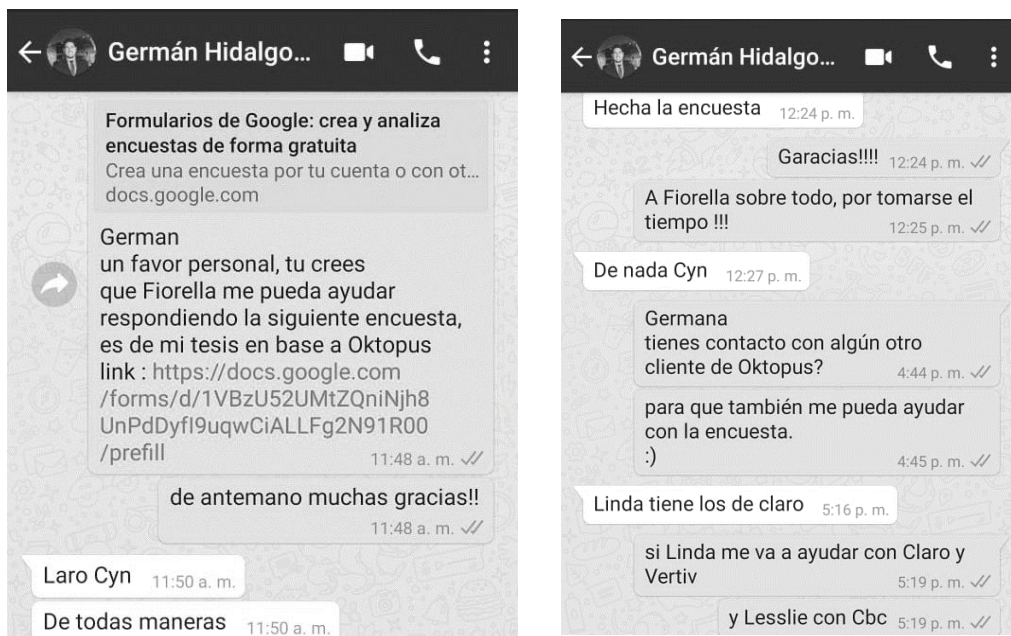 Germán Hidalgo...
Formularios de Google: crea y analiza
encuestas de forma gratuita
Crea una encuesta por tu cuenta o con ot...
docs.google.com
German
un favor personal, tu crees
que Fiorella me pueda ayudar
respondiendo la siguiente encuesta,
es de mi tesis en base a Oktopus
link : https://docs.google.com
/forms/d/1VBzU52UMtZQniNjh8
UnPdDyfI9uqwCiALLFg2N91R00
/prefill 11:48 a. m.
de antemano muchas gracias!!
11:48 a. m.
Laro Cyn 11:50 a. m.
De todas maneras 11:50 a. m.
Germán Hidalgo...
Hecha la encuesta 12:24 p. m.
Garacias!!!! 12:24 p. m.
A Fiorella sobre todo, por tomarse el
tiempo !!! 12:25 p. m.
De nada Cyn 12:27 p. m.
Germana
tienes contacto con algún otro
cliente de Oktopus? 4:44 p. m.
para que también me pueda ayudar
con la encuesta.
:) 4:45 p. m.
Linda tiene los de claro 5:16 p. m.
si Linda me va a ayudar con Claro y
Vertiv 5:19 p. m.
y Lesslie con Cbc 5:19 p. m.